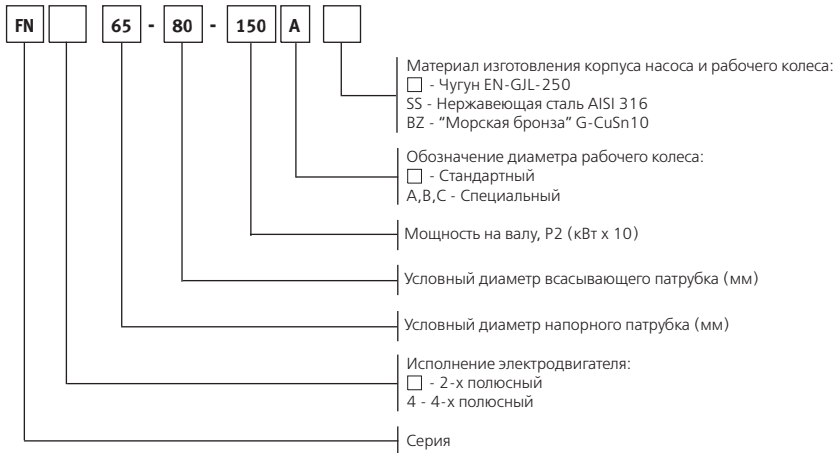 FN 65 - 80 - 150 A
Материал изготовления корпуса насоса и рабочего колеса:
□ - Чугун EN-GJL-250
SS - Нержавеющая сталь AISI 316
BZ - “Морская бронза” G-CuSn10
Обозначение диаметра рабочего колеса:
□ - Стандартный
A,B,C - Специальный
Мощность на валу, P2 (кВт x 10)
Условный диаметр всасывающего патрубка (мм)
Условный диаметр напорного патрубка (мм)
Исполнение электродвигателя:
□ - 2-х полюсный
4 - 4-х полюсный
Серия